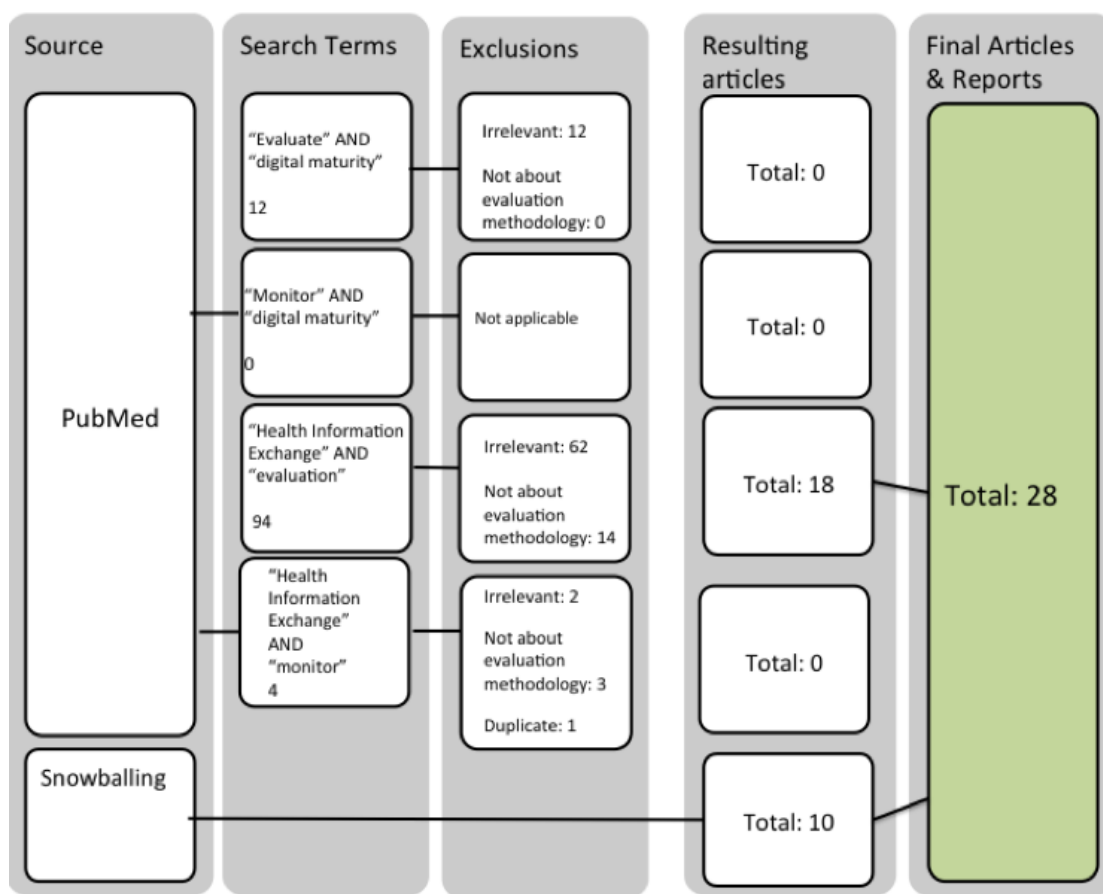 Source
PubMed
Snowballing
Search Terms
“Evaluate” AND
“digital maturity”
12
“Monitor” AND
“digital maturity”
0
“Health Information
Exchange” AND
“evaluation”
94
“Health
Information
Exchange”
AND
“monitor”
4
Exclusions
Irrelevant: 12
Not about
evaluation
methodology: 0
Not applicable
Irrelevant: 62
Not about
evaluation
methodology: 14
Irrelevant: 2
Not about
evaluation
methodology: 3
Duplicate: 1
Resulting
articles
Total: 0
Total: 0
Total: 18
Total: 0
Total: 10
Final Articles
& Reports
Total: 28